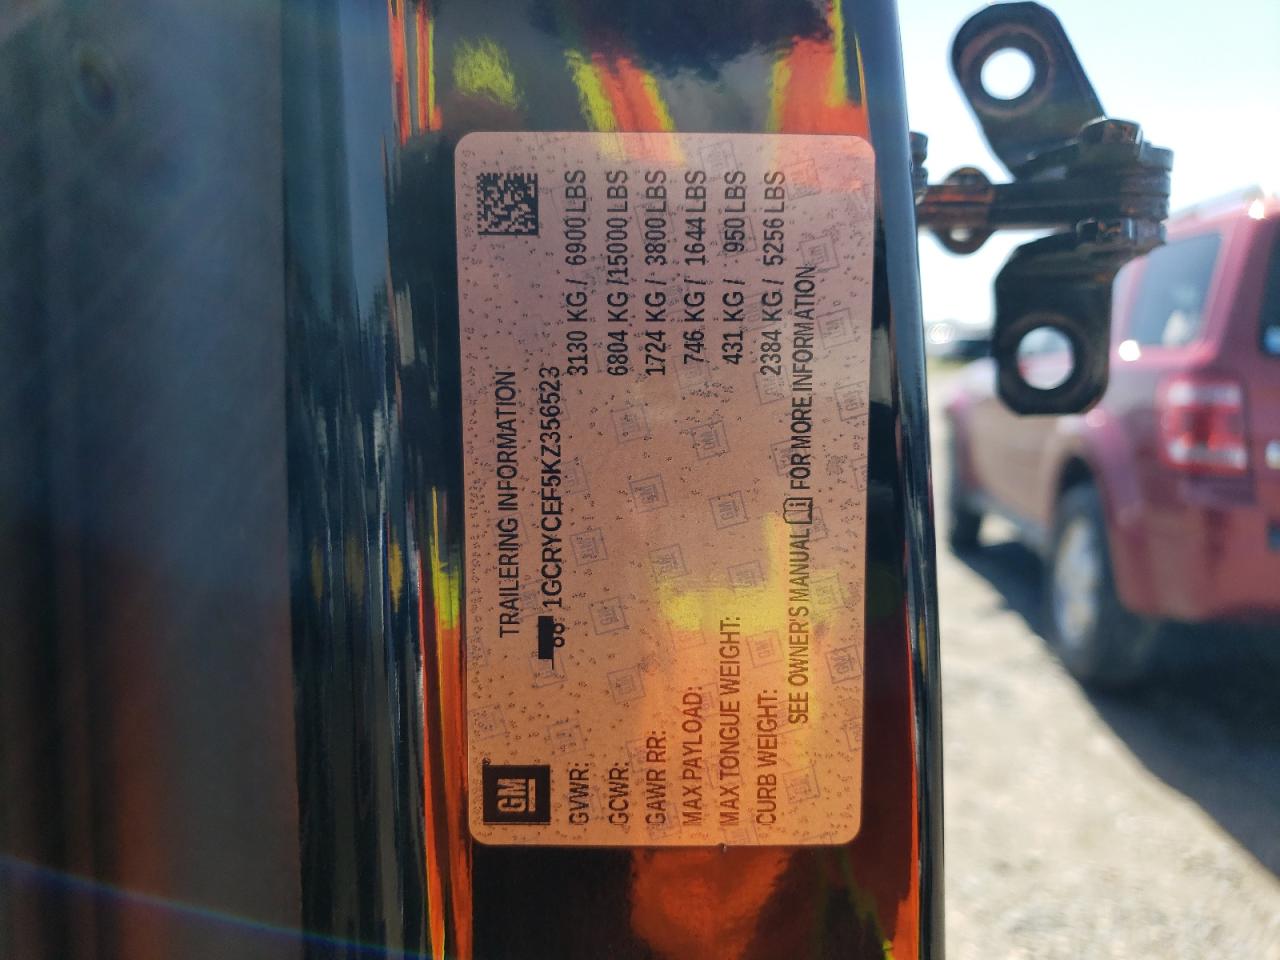 GM
TRAILERING INFORMATION
1GCRYCEF5KZ356523
GVWR: 3130 KG / 6900 LBS
GCWR: 6804 KG / 15000 LBS
GAWR RR: 1724 KG / 3800 LBS
MAX PAYLOAD: 746 KG / 1644 LBS
MAX TONGUE WEIGHT: 431 KG / 950 LBS
CURB WEIGHT: 2384 KG / 5256 LBS
SEE OWNER'S MANUAL FOR MORE INFORMATION